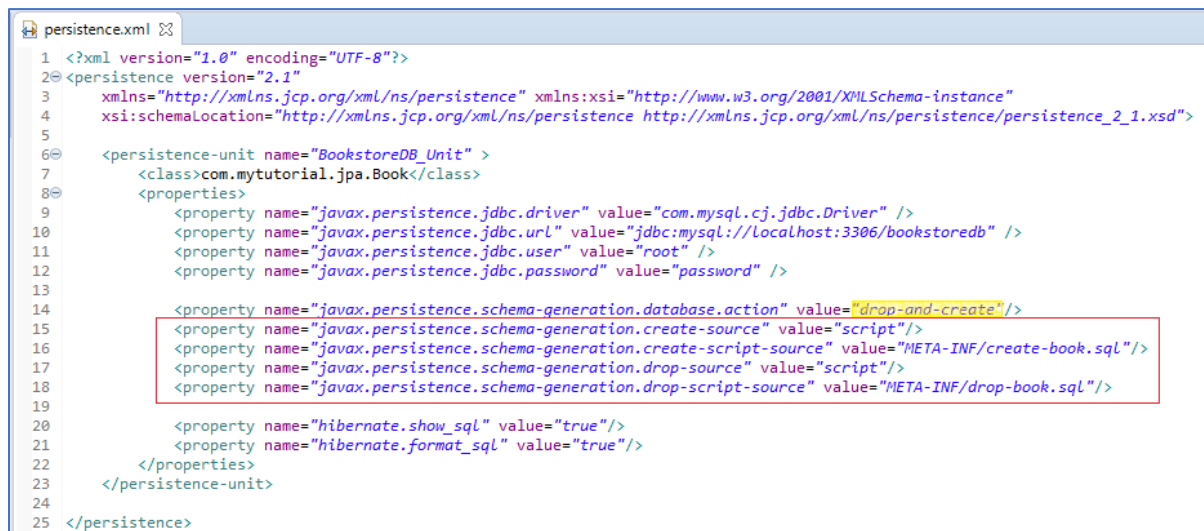 persistence.xml
1 <?xml version="1.0" encoding="UTF-8"?>
2 <persistence version="2.1"
3 xmlns="http://xmlns.jcp.org/xml/ns/persistence" xmlns:xsi="http://www.w3.org/2001/XMLSchema-instance"
4 xsi:schemaLocation="http://xmlns.jcp.org/xml/ns/persistence http://xmlns.jcp.org/xml/ns/persistence/persistence_2_1.xsd">
5
6 <persistence-unit name="BookstoreDB_Unit" >
7 <class>com.mytutorial.jpa.Book</class>
8 <properties>
9 <property name="javax.persistence.jdbc.driver" value="com.mysql.cj.jdbc.Driver" />
10 <property name="javax.persistence.jdbc.url" value="jdbc:mysql://localhost:3306/bookstoredb" />
11 <property name="javax.persistence.jdbc.user" value="root" />
12 <property name="javax.persistence.jdbc.password" value="password" />
13
14 <property name="javax.persistence.schema-generation.database.action" value="drop-and-create"/>
15 <property name="javax.persistence.schema-generation.create-source" value="script"/>
16 <property name="javax.persistence.schema-generation.create-script-source" value="META-INF/create-book.sql"/>
17 <property name="javax.persistence.schema-generation.drop-source" value="script"/>
18 <property name="javax.persistence.schema-generation.drop-script-source" value="META-INF/drop-book.sql"/>
19
20 <property name="hibernate.show_sql" value="true"/>
21 <property name="hibernate.format_sql" value="true"/>
22 </properties>
23 </persistence-unit>
24
25 </persistence>